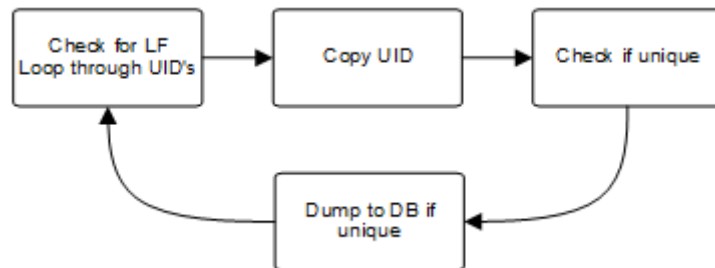 Check for LF
Loop through UID's
Copy UID
Check if unique
Dump to DB if
unique